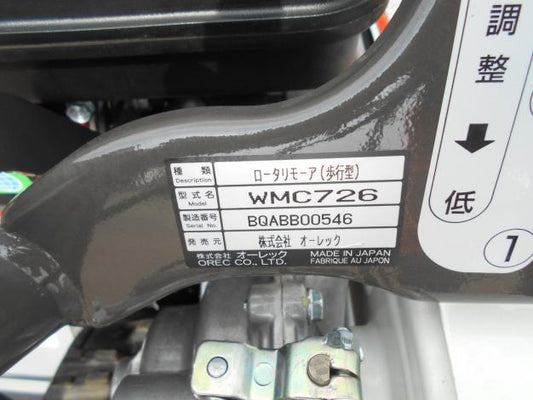 調
整
低
1
種類 ロータリモーア(歩行型)
Description
型式名 WMC726
Model
製造番号 BQABB00546
Serial No.
発売元 株式会社 オーレック
株式会社 オーレック MADE IN JAPAN
OREC CO., LTD. FABRIQUÉ AU JAPON